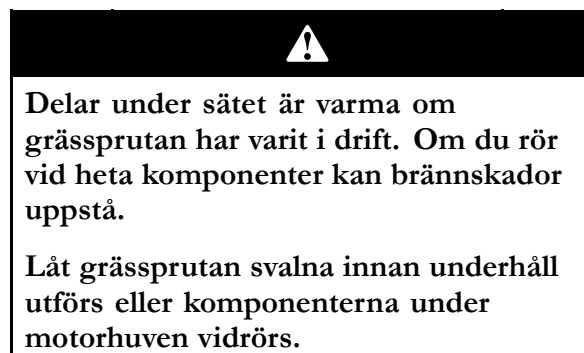 Delar under sätet är varma om
grässprutan har varit i drift. Om du rör
vid heta komponenter kan brännskador
uppstå.
Låt grässprutan svalna innan underhåll
utförs eller komponenterna under
motorhuven vidrörs.